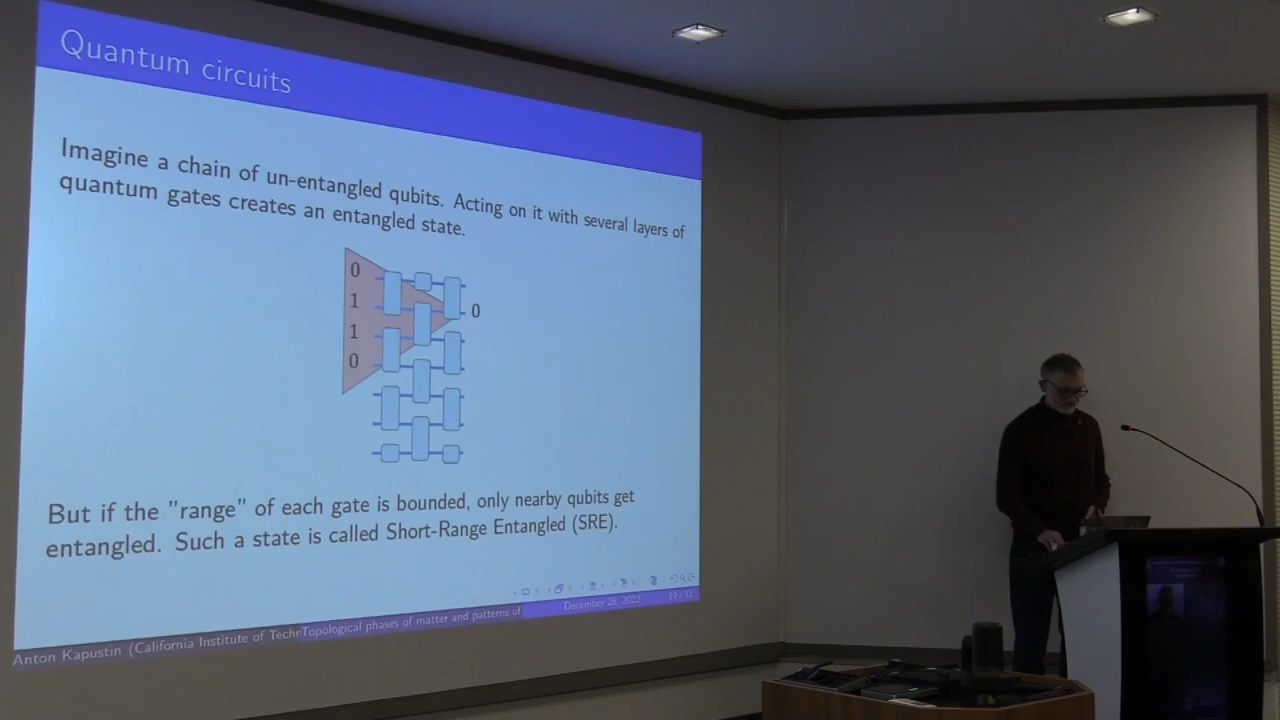 Quantum circuits
Imagine a chain of un-entangled qubits. Acting on it with several layers of
quantum gates creates an entangled state.
0
1
1
0
0
But if the "range" of each gate is bounded, only nearby qubits get
entangled. Such a state is called Short-Range Entangled (SRE).
Anton Kapustin (California Institute of Techn
Topological phases of matter and patterns of
December 28, 2022